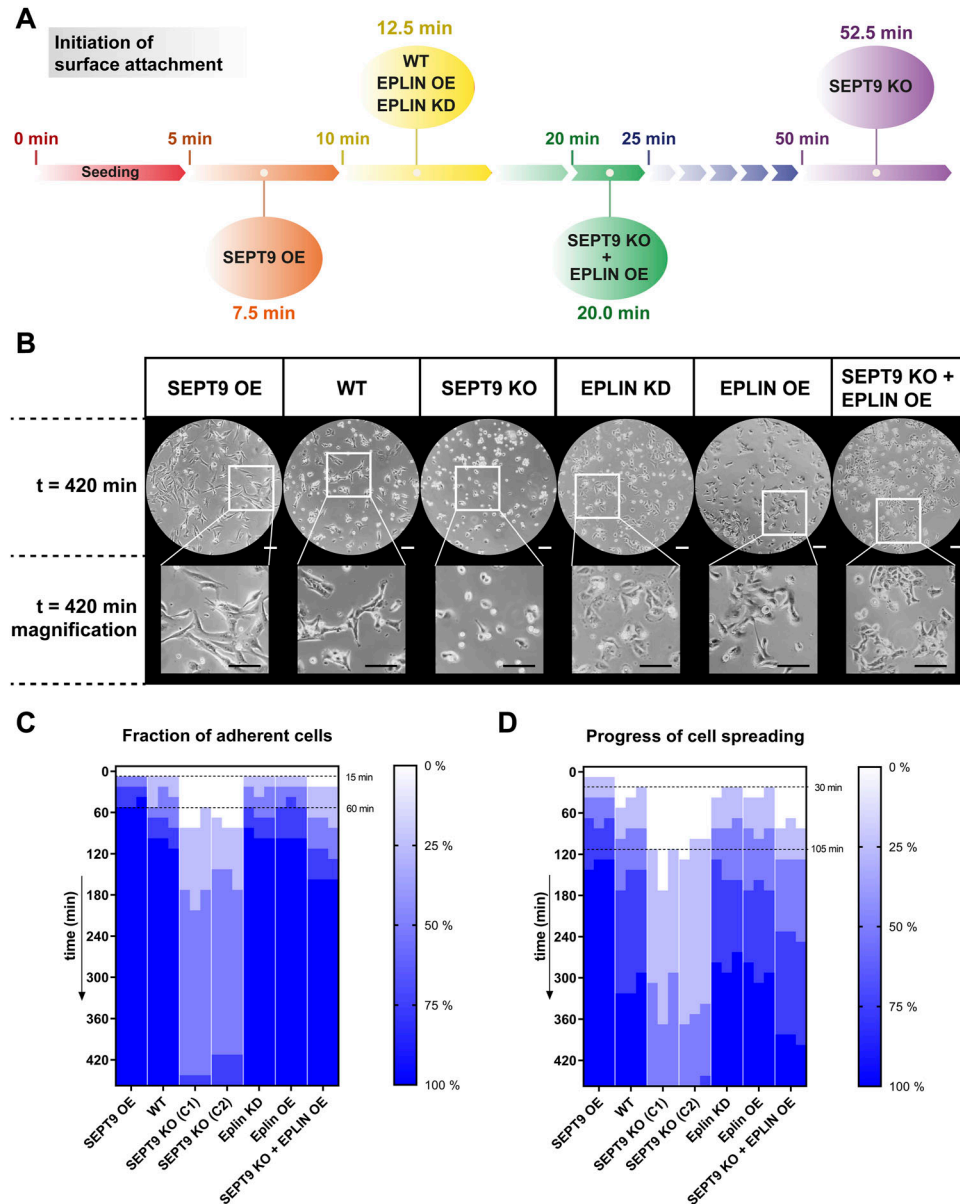 A
Initiation of
surface attachment
12.5 min
WT
EPLIN OE
EPLIN KD
52.5 min
SEPT9 KO
0 min
5 min
10 min
20 min
25 min
50 min
Seeding
SEPT9 OE
7.5 min
SEPT9 KO
+
EPLIN OE
20.0 min
B
SEPT9 OE
WT
SEPT9 KO
EPLIN KD
EPLIN OE
SEPT9 KO +
EPLIN OE
t = 420 min
t = 420 min
magnification
C
Fraction of adherent cells
time (min)
0
60
120
180
240
300
360
420
15 min
60 min
0 %
25 %
50 %
75 %
100 %
SEPT9 OE
WT
SEPT9 KO (C1)
SEPT9 KO (C2)
Eplin KD
Eplin OE
SEPT9 KO + EPLIN OE
D
Progress of cell spreading
time (min)
0
60
120
180
240
300
360
420
30 min
105 min
0 %
25 %
50 %
75 %
100 %
SEPT9 OE
WT
SEPT9 KO (C1)
SEPT9 KO (C2)
Eplin KD
Eplin OE
SEPT9 KO + EPLIN OE